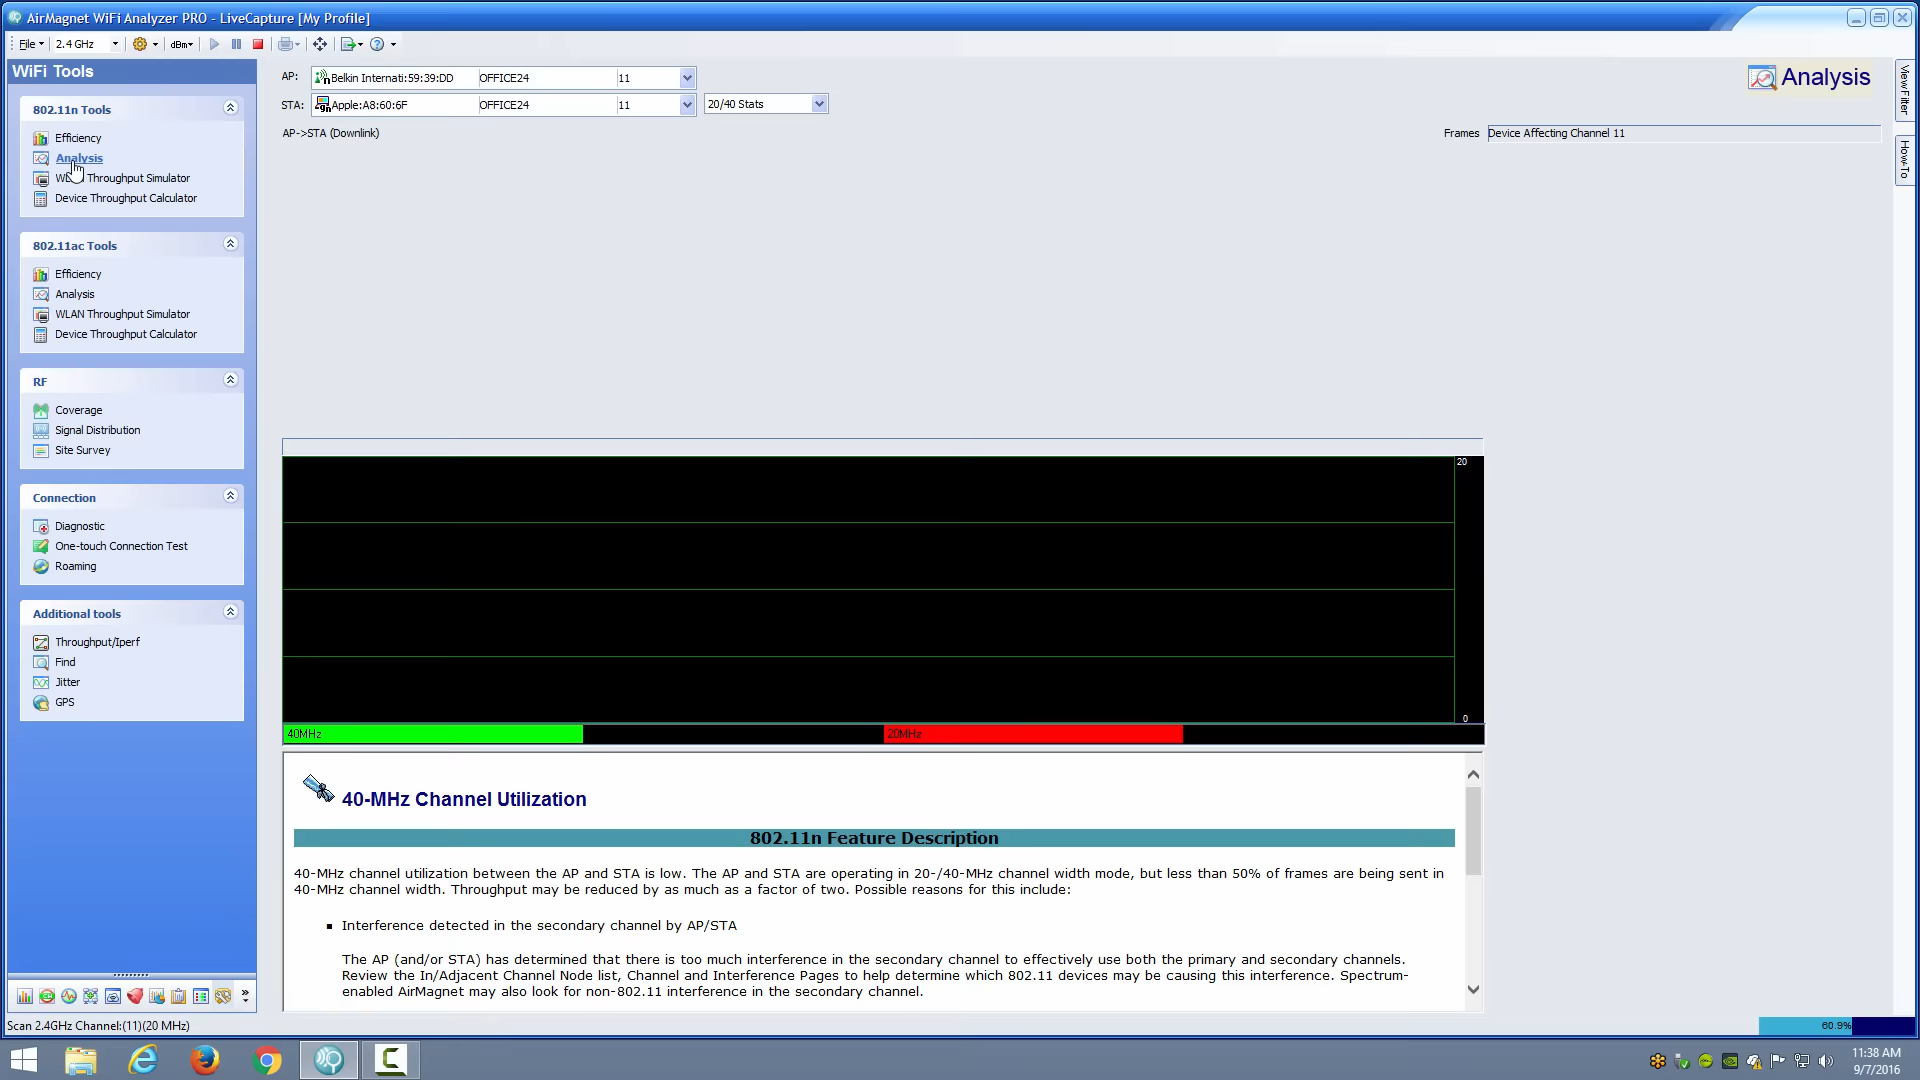 AirMagnet WiFi Analyzer PRO - LiveCapture [My Profile]
File
2.4 GHz
dBm
WiFi Tools
802.11n Tools
Efficiency
Analysis
Throughput Simulator
Device Throughput Calculator
802.11ac Tools
Efficiency
Analysis
WLAN Throughput Simulator
Device Throughput Calculator
RF
Coverage
Signal Distribution
Site Survey
Connection
Diagnostic
One-touch Connection Test
Roaming
Additional tools
Throughput/Iperf
Find
Jitter
GPS
AP: Belkin Internati:59:39:DD OFFICE24 11
STA: Apple:A8:60:6F OFFICE24 11 20/40 Stats
AP->STA (Downlink)
Analysis
Frames Device Affecting Channel 11
View Filter
How-To
20
0
40MHz
20MHz
40-MHz Channel Utilization
802.11n Feature Description
40-MHz channel utilization between the AP and STA is low. The AP and STA are operating in 20-/40-MHz channel width mode, but less than 50% of frames are being sent in
40-MHz channel width. Throughput may be reduced by as much as a factor of two. Possible reasons for this include:
▪ Interference detected in the secondary channel by AP/STA
The AP (and/or STA) has determined that there is too much interference in the secondary channel to effectively use both the primary and secondary channels.
Review the In/Adjacent Channel Node list, Channel and Interference Pages to help determine which 802.11 devices may be causing this interference. Spectrum-
enabled AirMagnet may also look for non-802.11 interference in the secondary channel.
Scan 2.4GHz Channel:(11)(20 MHz)
60.9%
11:38 AM
9/7/2016